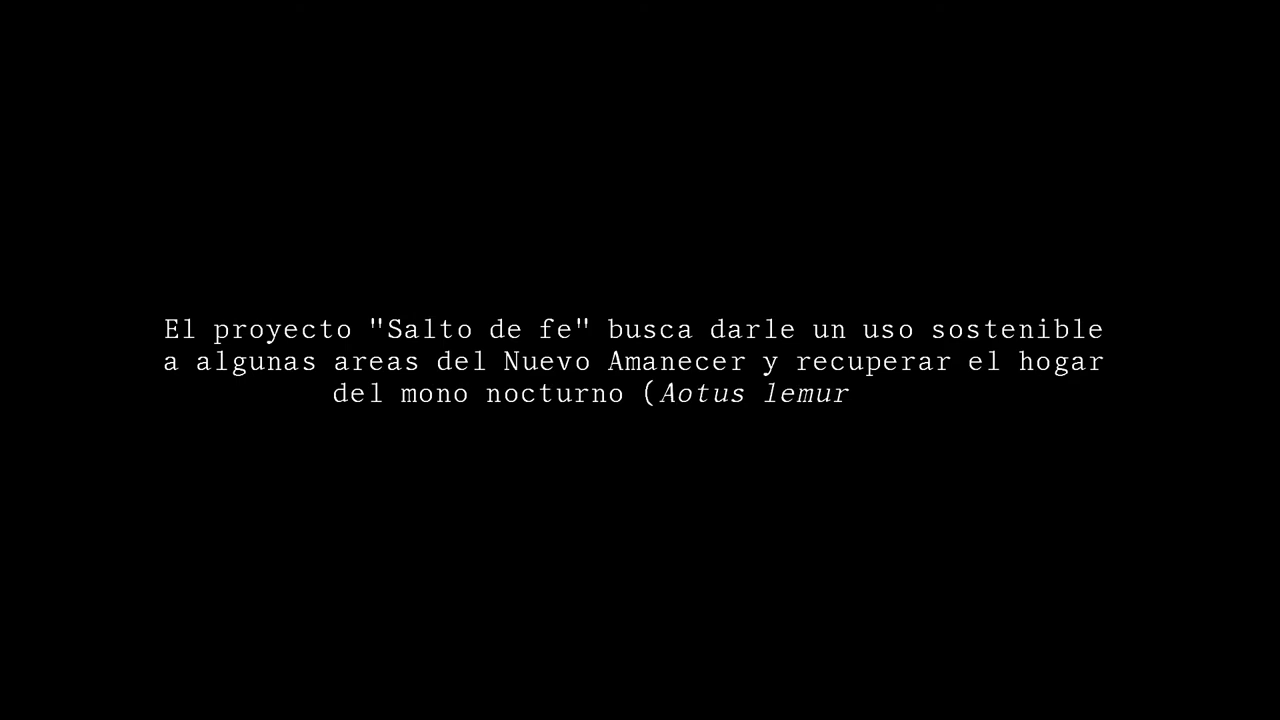 El proyecto "Salto de fe" busca darle un uso sostenible
a algunas areas del Nuevo Amanecer y recuperar el hogar
del mono nocturno (Aotus lemur